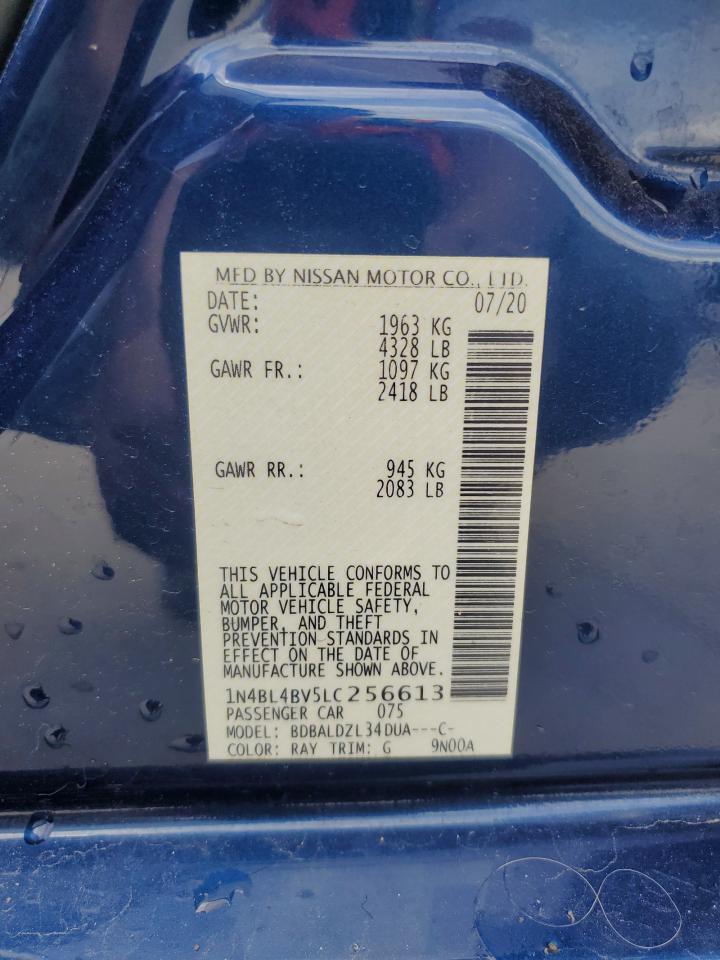 MFD BY NISSAN MOTOR CO., LTD.
DATE: 07/20
GVWR: 1963 KG
4328 LB
GAWR FR.: 1097 KG
2418 LB
GAWR RR.: 945 KG
2083 LB
THIS VEHICLE CONFORMS TO
ALL APPLICABLE FEDERAL
MOTOR VEHICLE SAFETY,
BUMPER, AND THEFT
PREVENTION STANDARDS IN
EFFECT ON THE DATE OF
MANUFACTURE SHOWN ABOVE.
1N4BL4BV5LC256613
PASSENGER CAR 075
MODEL: BDBALDZL34DUA---C-
COLOR: RAY TRIM: G 9N00A